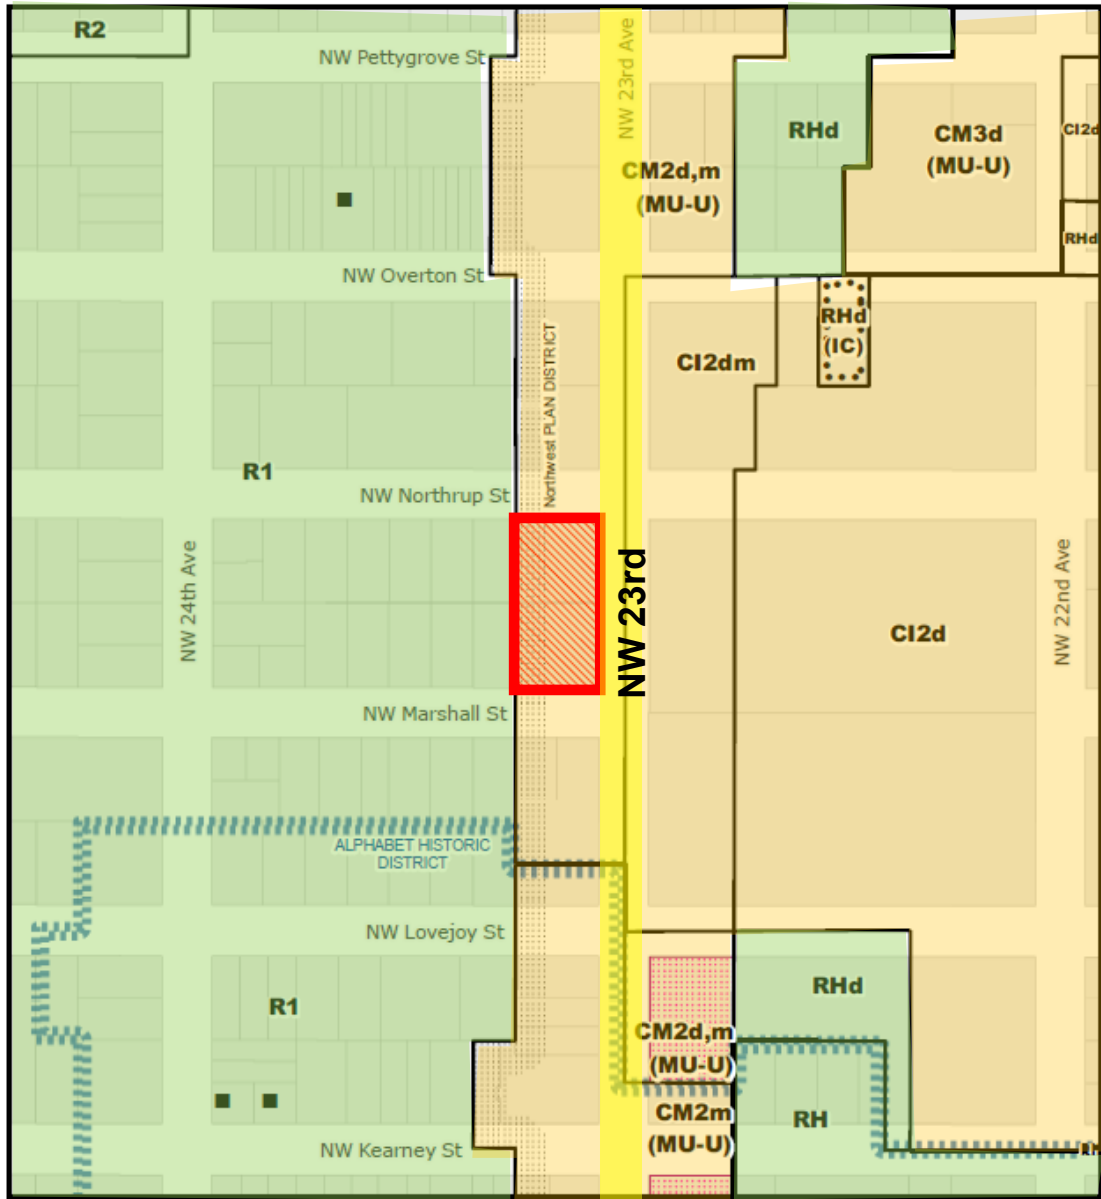 R2
NW Pettygrove St
NW 23rd Ave
RHd
CM3d
(MU-U)
CI2d
CM2d,m
(MU-U)
RHd
NW Overton St
RHd
(IC)
CI2dm
Northwest PLAN DISTRICT
R1
NW Northrup St
NW 24th Ave
NW 23rd
NW 22nd Ave
CI2d
NW Marshall St
ALPHABET HISTORIC
DISTRICT
NW Lovejoy St
R1
RHd
CM2d,m
(MU-U)
CM2m
(MU-U)
RH
NW Kearney St